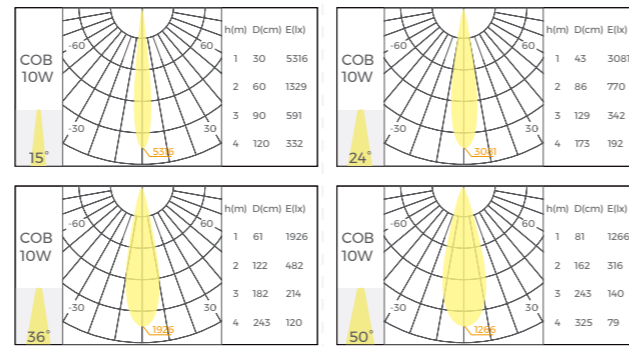 COB
10W
15°
-60
60
-30
30
5316
h(m) D(cm) E(lx)
1 30 5316
2 60 1329
3 90 591
4 120 332
COB
10W
24°
-60
60
-30
30
3081
h(m) D(cm) E(lx)
1 43 3081
2 86 770
3 129 342
4 173 192
COB
10W
36°
-60
60
-30
30
1926
h(m) D(cm) E(lx)
1 61 1926
2 122 482
3 182 214
4 243 120
COB
10W
50°
-60
60
-30
30
1266
h(m) D(cm) E(lx)
1 81 1266
2 162 316
3 243 140
4 325 79